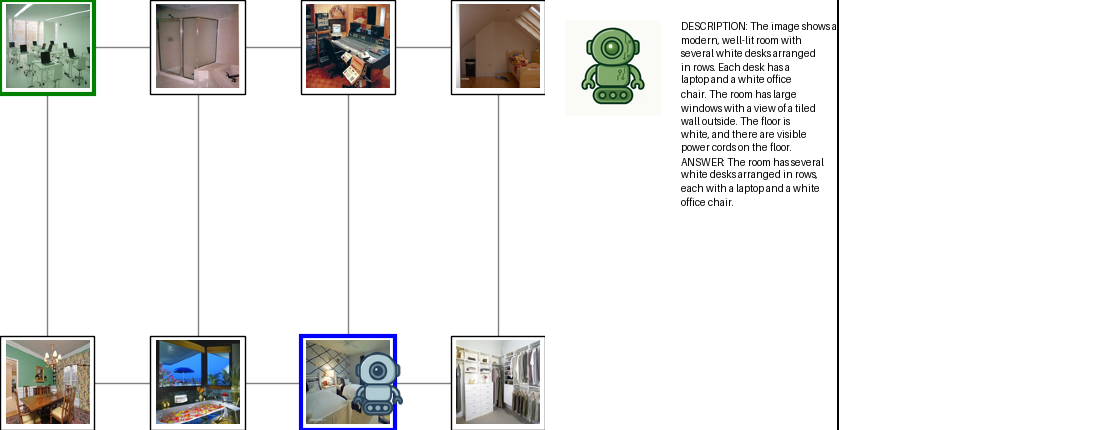 DESCRIPTION: The image shows a
modern, well-lit room with
several white desks arranged
in rows. Each desk has a
laptop and a white office
chair. The room has large
windows with a view of a tiled
wall outside. The floor is
white, and there are visible
power cords on the floor.
ANSWER: The room has several
white desks arranged in rows,
each with a laptop and a white
office chair.